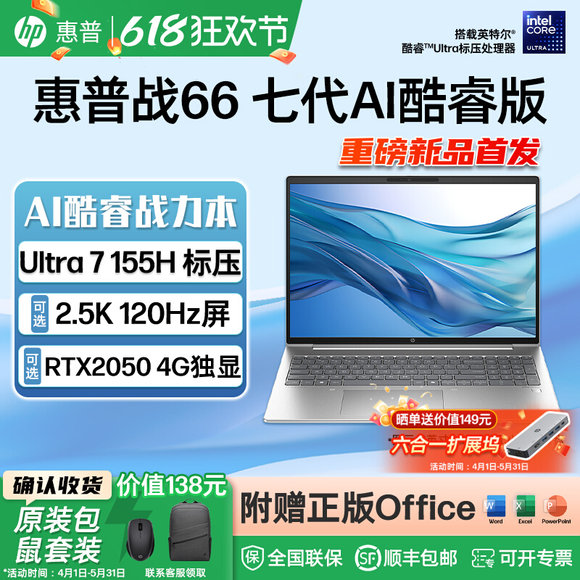 hp 惠普 618狂欢节
搭载英特尔®
酷睿™Ultra标压处理器
intel
CORE
ULTRA
惠普战66 七代AI酷睿版
重磅新品首发
AI酷睿战力本
Ultra 7 155H 标压
可选 2.5K 120Hz屏
可选 RTX2050 4G独显
晒单送价值149元
六合一扩展坞
活动时间：4月1日-5月31日
确认收货 价值138元
原装包
鼠套装
*活动时间：4月1日-5月31日
联系客服领取
附赠正版Office
Word Excel PowerPoint
保 全国联保 SF 顺丰包邮 专 可开专票